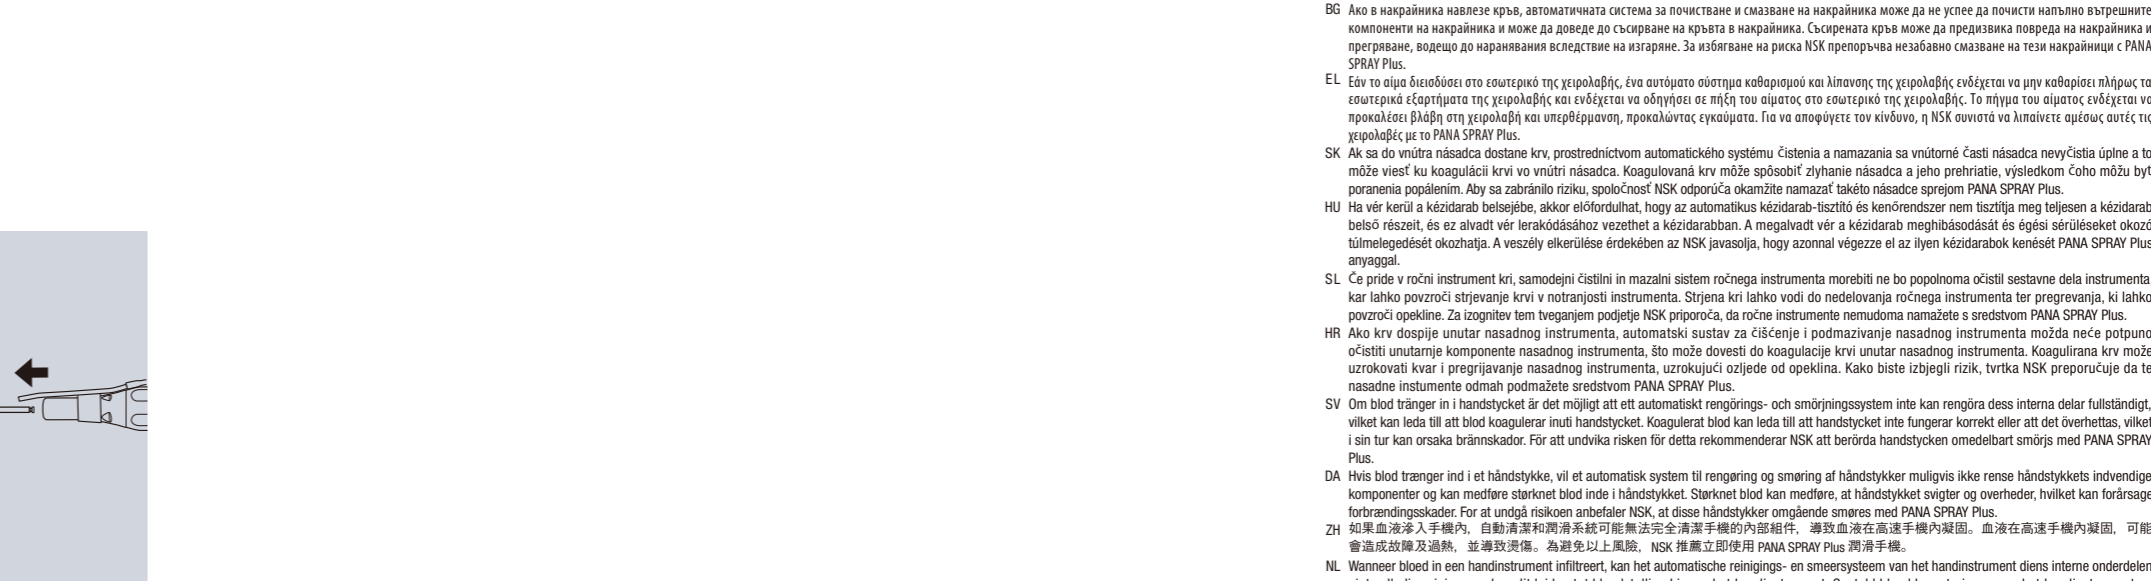 BG Ако в накрайника навлезе кръв, автоматичната система за почистване и смазване на накрайника може да не успее да почисти напълно вътрешните
компоненти на накрайника и може да доведе до съсирване на кръвта в накрайника. Съсирената кръв може да предизвика повреда на накрайника и
прегряване, водещо до наранявания вследствие на изгаряне. За избягване на риска NSK препоръчва незабавно смазване на тези накрайници с PANA
SPRAY Plus.
EL Εάν το αίμα διεισδύσει στο εσωτερικό της χειρολαβής, ένα αυτόματο σύστημα καθαρισμού και λίπανσης της χειρολαβής ενδέχεται να μην καθαρίσει πλήρως τα
εσωτερικά εξαρτήματα της χειρολαβής και ενδέχεται να οδηγήσει σε πήξη του αίματος στο εσωτερικό της χειρολαβής. Το πήγμα του αίματος ενδέχεται να
προκαλέσει βλάβη στη χειρολαβή και υπερθέρμανση, προκαλώντας εγκαύματα. Για να αποφύγετε τον κίνδυνο, η NSK συνιστά να λιπαίνετε αμέσως αυτές τις
χειρολαβές με το PANA SPRAY Plus.
SK Ak sa do vnútra násadca dostane krv, prostredníctvom automatického systému čistenia a namazania sa vnútorné časti násadca nevyčistia úplne a to
môže viesť ku koagulácii krvi vo vnútri násadca. Koagulovaná krv môže spôsobiť zlyhanie násadca a jeho prehriatie, výsledkom čoho môžu byť
poranenia popálením. Aby sa zabránilo riziku, spoločnosť NSK odporúča okamžite namazať takéto násadce sprejom PANA SPRAY Plus.
HU Ha vér kerül a kézidarab belsejébe, akkor előfordulhat, hogy az automatikus kézidarab-tisztító és kenőrendszer nem tisztítja meg teljesen a kézidarab
belső részeit, és ez alvadt vér lerakódásához vezethet a kézidarabban. A megalvadt vér a kézidarab meghibásodását és égési sérüléseket okozó
túlmelegedését okozhatja. A veszély elkerülése érdekében az NSK javasolja, hogy azonnal végezze el az ilyen kézidarabok kenését PANA SPRAY Plus
anyaggal.
SL Če pride v ročni instrument kri, samodejni čistilni in mazalni sistem ročnega instrumenta morebiti ne bo popolnoma očistil sestavne dela instrumenta
kar lahko povzroči strjevanje krvi v notranjosti instrumenta. Strjena kri lahko vodi do nedelovanja ročnega instrumenta ter pregrevanja, ki lahko
povzroči opekline. Za izognitev tem tveganjem podjetje NSK priporoča, da ročne instrumente nemudoma namažete s sredstvom PANA SPRAY Plus.
HR Ako krv dospije unutar nasadnog instrumenta, automatski sustav za čišćenje i podmazivanje nasadnog instrumenta možda neće potpuno
očistiti unutarnje komponente nasadnog instrumenta, što može dovesti do koagulacije krvi unutar nasadnog instrumenta. Koagulirana krv može
uzrokovati kvar i pregrijavanje nasadnog instrumenta, uzrokujući ozljede od opeklina. Kako biste izbjegli rizik, tvrtka NSK preporučuje da te
nasadne instumente odmah podmažete sredstvom PANA SPRAY Plus.
SV Om blod tränger in i handstycket är det möjligt att ett automatiskt rengörings- och smörjningssystem inte kan rengöra dess interna delar fullständigt,
vilket kan leda till att blod koagulerar inuti handstycket. Koagulerat blod kan leda till att handstycket inte fungerar korrekt eller att det överhettas, vilket
i sin tur kan orsaka brännskador. För att undvika risken för detta rekommenderar NSK att berörda handstycken omedelbart smörjs med PANA SPRAY
Plus.
DA Hvis blod trænger ind i et håndstykke, vil et automatisk system til rengøring og smøring af håndstykker muligvis ikke rense håndstykkets indvendige
komponenter og kan medføre størknet blod inde i håndstykket. Størknet blod kan medføre, at håndstykket svigter og overheder, hvilket kan forårsage
forbrændingsskader. For at undgå risikoen anbefaler NSK, at disse håndstykker omgående smøres med PANA SPRAY Plus.
ZH 如果血液滲入手機內，自動清潔和潤滑系統可能無法完全清潔手機的內部組件，導致血液在高速手機內凝固。血液在高速手機內凝固，可能
會造成故障及過熱，並導致燙傷。為避免以上風險，NSK 推薦立即使用 PANA SPRAY Plus 潤滑手機。
NL Wanneer bloed in een handinstrument infiltreert, kan het automatische reinigings- en smeersysteem van het handinstrument diens interne onderdelen